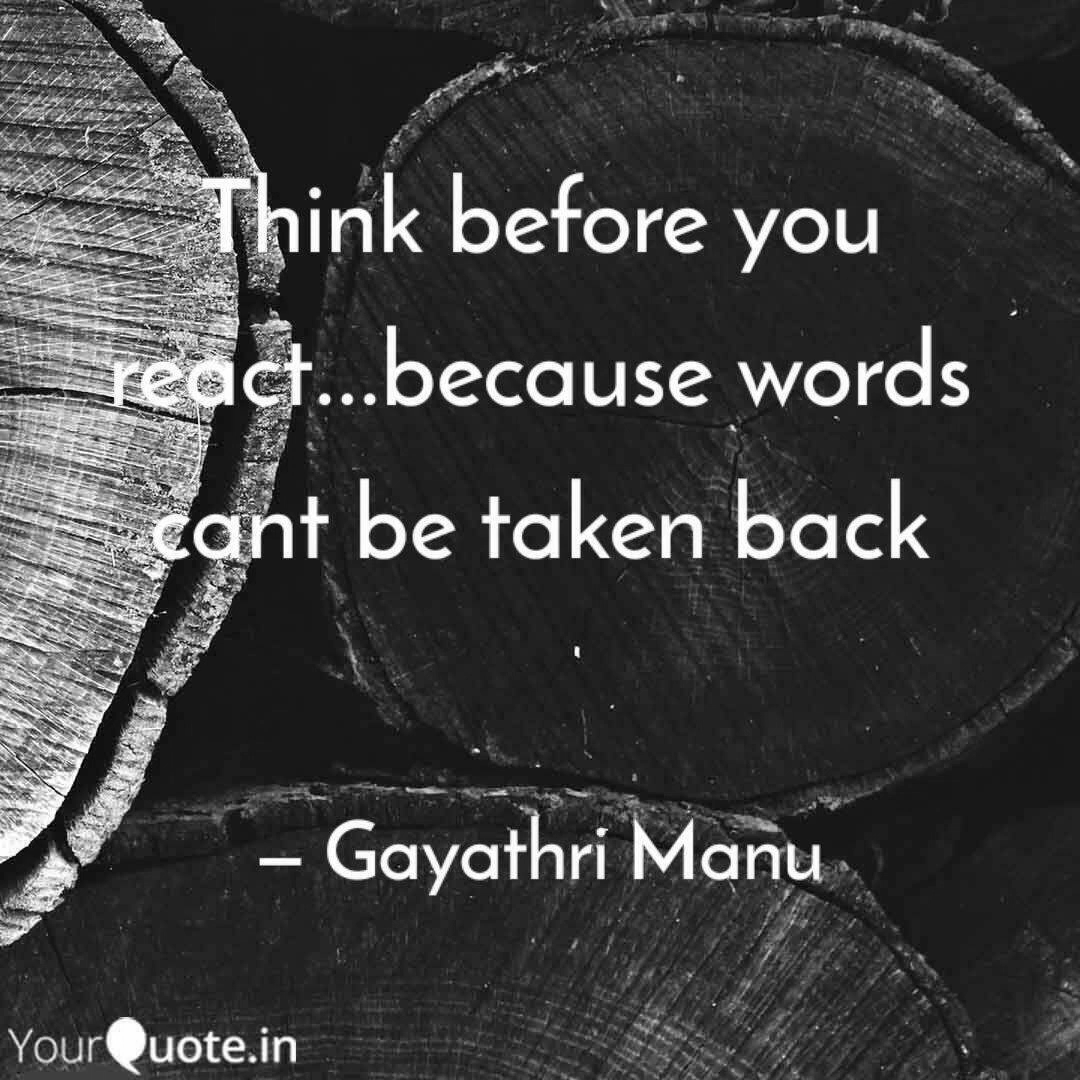 Think before you
react...because words
cant be taken back
— Gayathri Manu
YourQuote.in